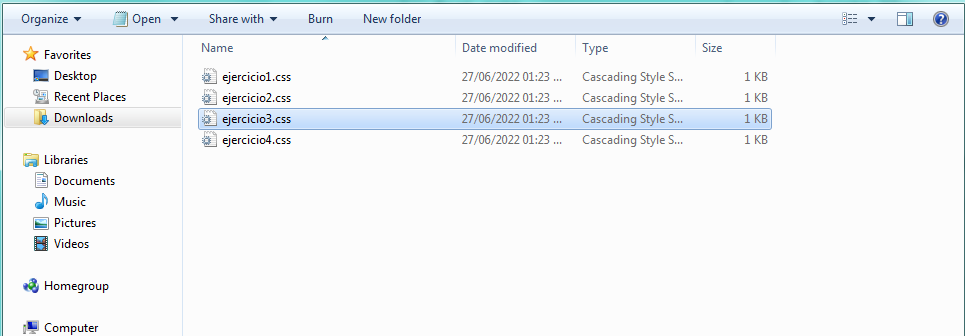 Organize Open Share with Burn New folder
Favorites
Desktop
Recent Places
Downloads
Libraries
Documents
Music
Pictures
Videos
Homegroup
Computer
Name Date modified Type Size
ejercicio1.css 27/06/2022 01:23 ... Cascading Style S... 1 KB
ejercicio2.css 27/06/2022 01:23 ... Cascading Style S... 1 KB
ejercicio3.css 27/06/2022 01:23 ... Cascading Style S... 1 KB
ejercicio4.css 27/06/2022 01:23 ... Cascading Style S... 1 KB